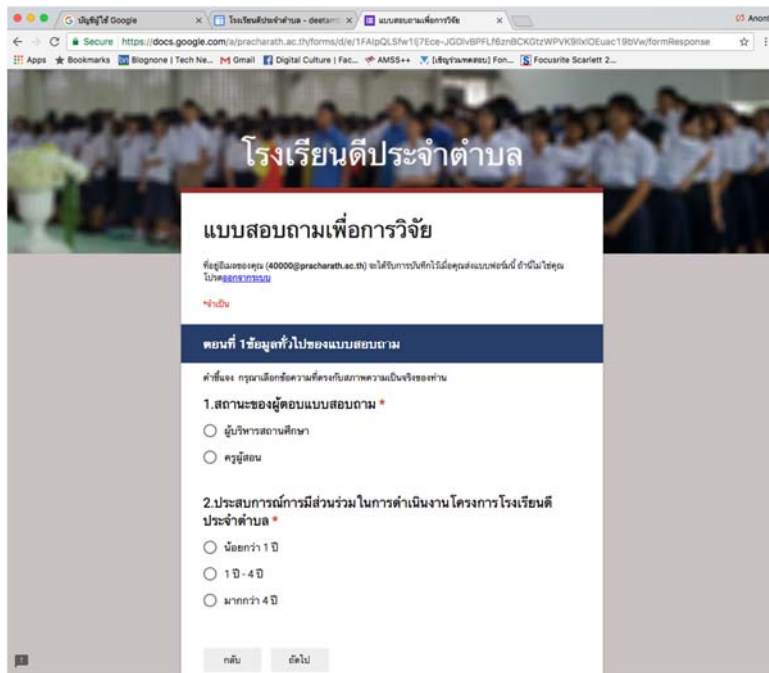 บัญชีผู้ใช้ Google
โรงเรียนดีประจำตำบล - deetamb
แบบสอบถามเพื่อการวิจัย
Anont
Secure
https://docs.google.com/a/pracharath.ac.th/forms/d/e/
/formResponse
Apps
Bookmarks
Blognone | Tech Ne...
Gmail
Digital Culture | Fac...
AMSS++
[เชิญร่วมทดสอบ] Fon...
Focusrite Scarlett 2...
โรงเรียนดีประจำตำบล
แบบสอบถามเพื่อการวิจัย
ที่อยู่อีเมลของคุณ (40000@pracharath.ac.th) จะได้รับการบันทึกไว้เมื่อคุณส่งแบบฟอร์มนี้ ถ้านี่ไม่ใช่คุณ
โปรดออกจากระบบ
*จำเป็น
ตอนที่ 1ข้อมูลทั่วไปของแบบสอบถาม
คำชี้แจง กรุณาเลือกข้อความที่ตรงกับสภาพความเป็นจริงของท่าน
1.สถานะของผู้ตอบแบบสอบถาม *
ผู้บริหารสถานศึกษา
ครูผู้สอน
2.ประสบการณ์การมีส่วนร่วมในการดำเนินงานโครงการโรงเรียนดี
ประจำตำบล *
น้อยกว่า 1 ปี
1 ปี - 4 ปี
มากกว่า 4 ปี
กลับ
ถัดไป